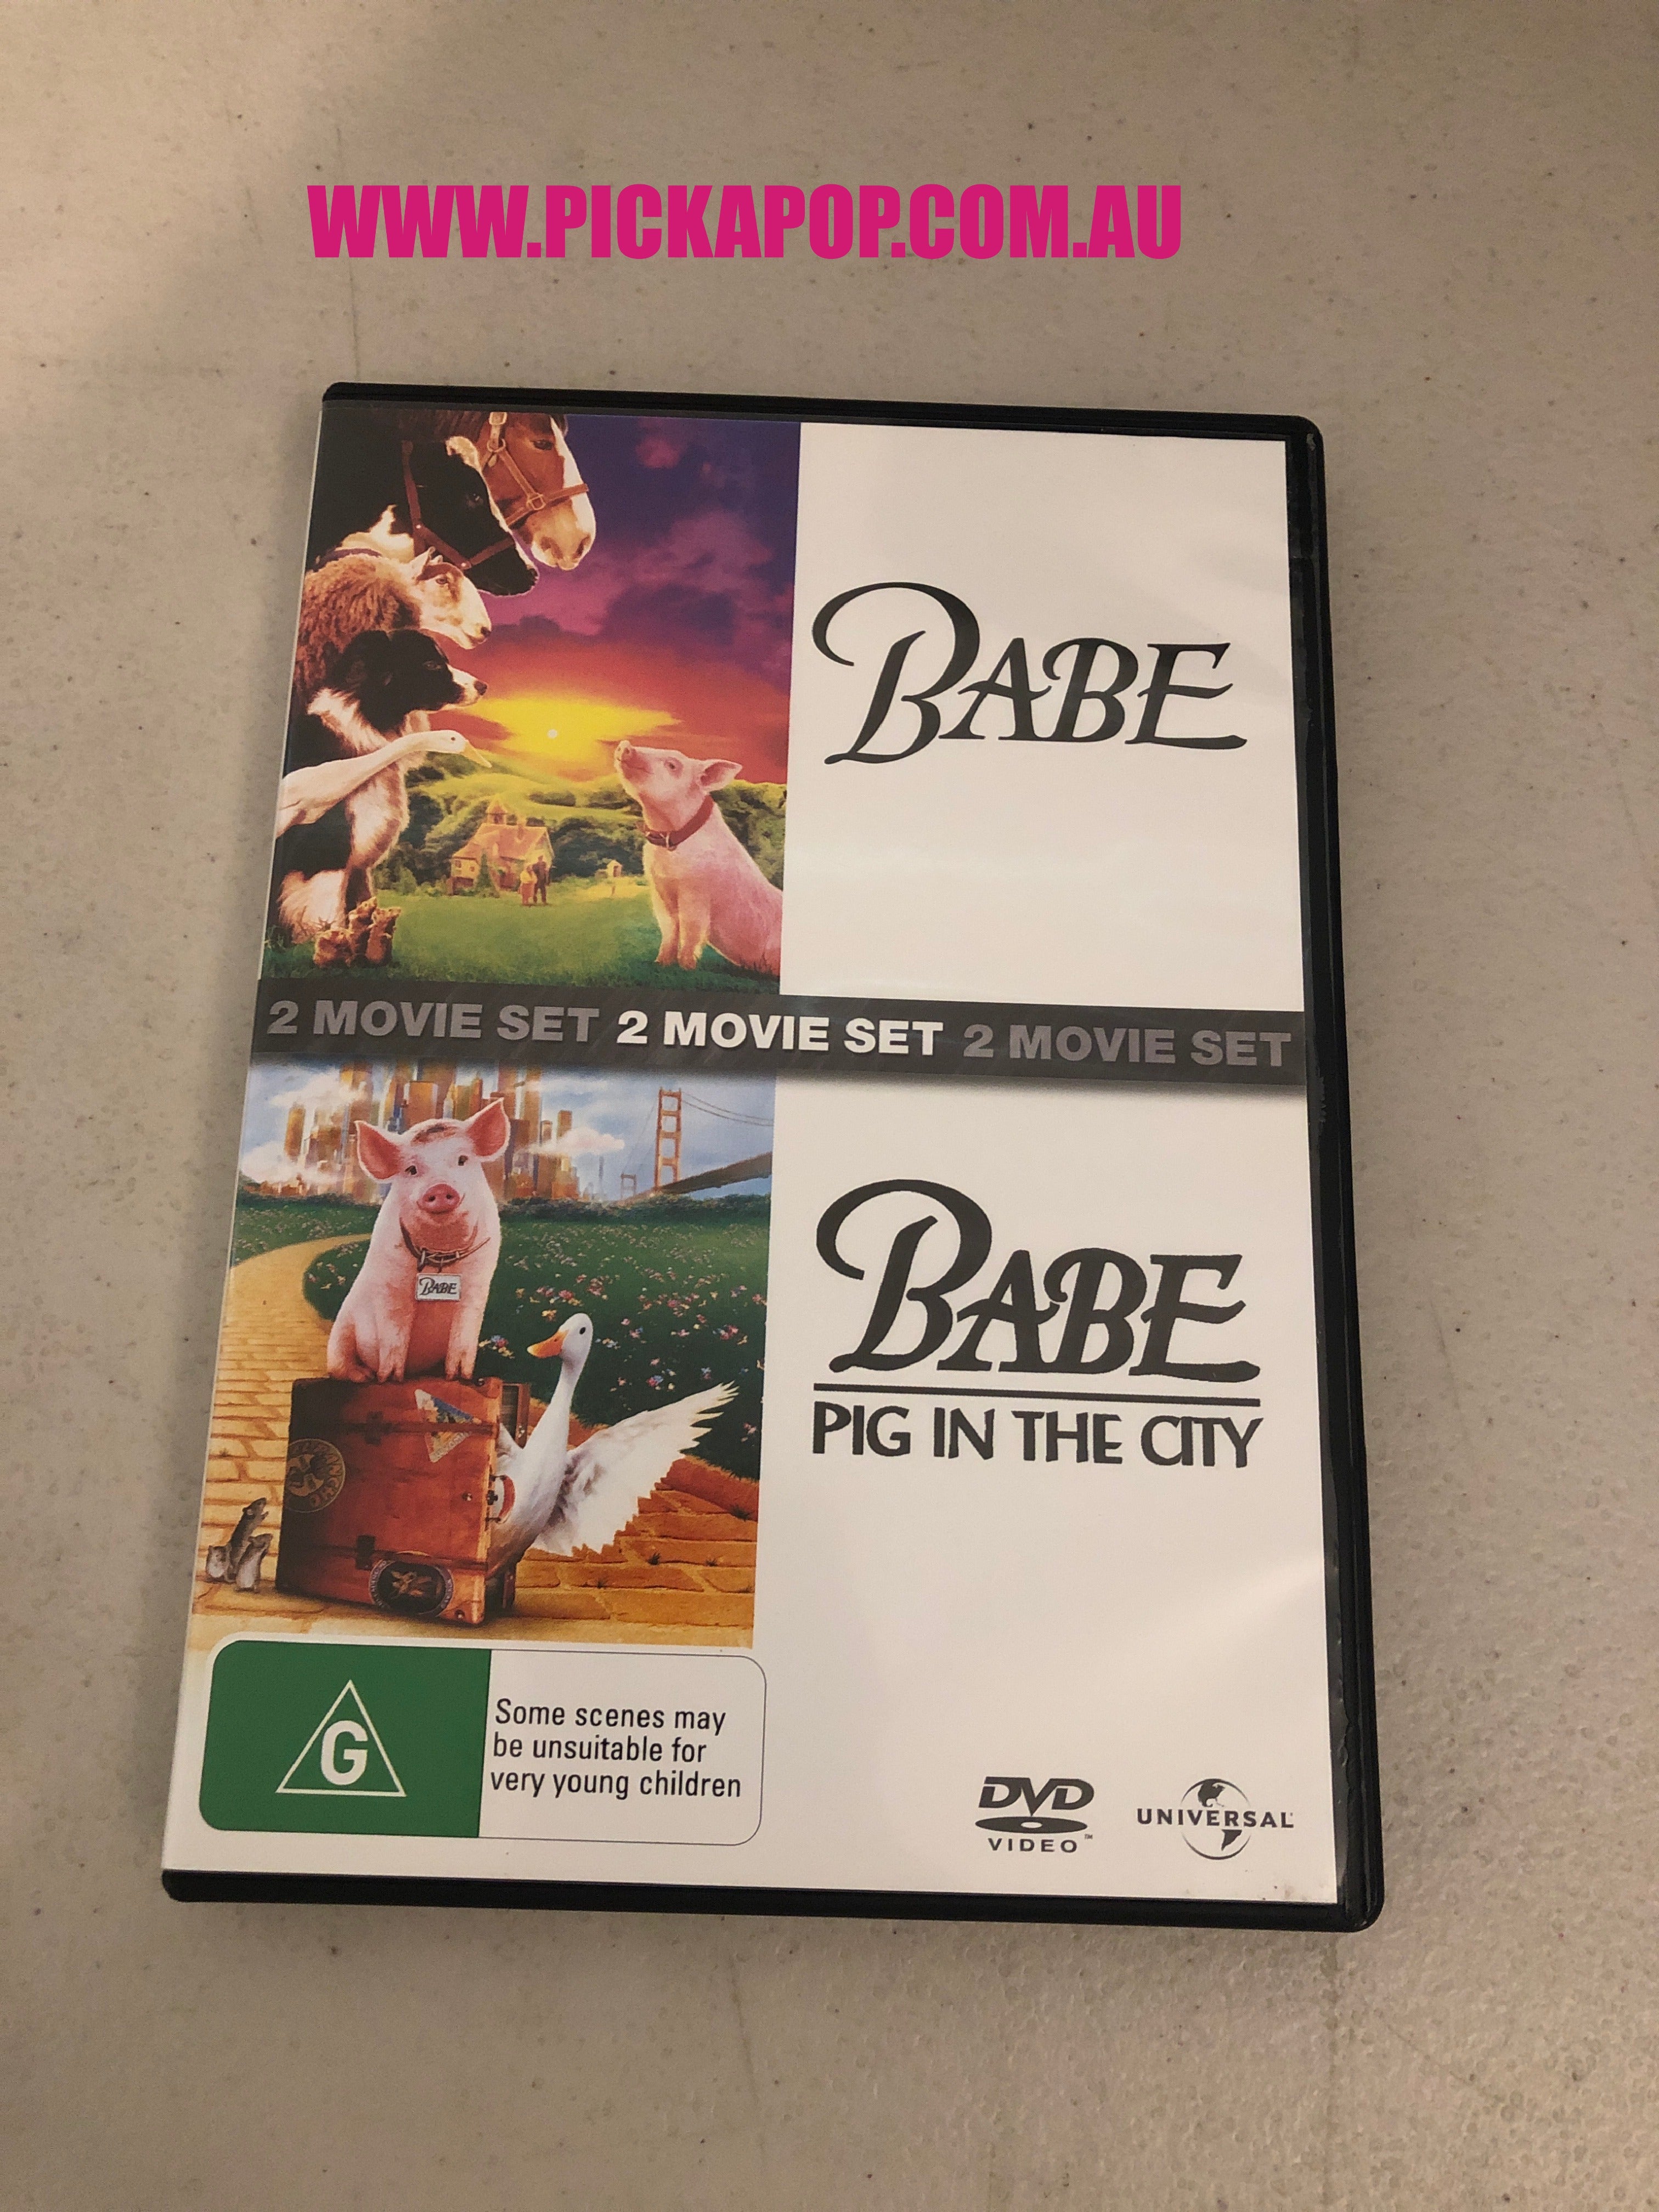 WWW.PICKAPOP.COM.AU
BABE
2 MOVIE SET 2 MOVIE SET 2 MOVIE SET
BABE
BABE
PIG IN THE CITY
G
Some scenes may
be unsuitable for
very young children
DVD
VIDEO™
UNIVERSAL